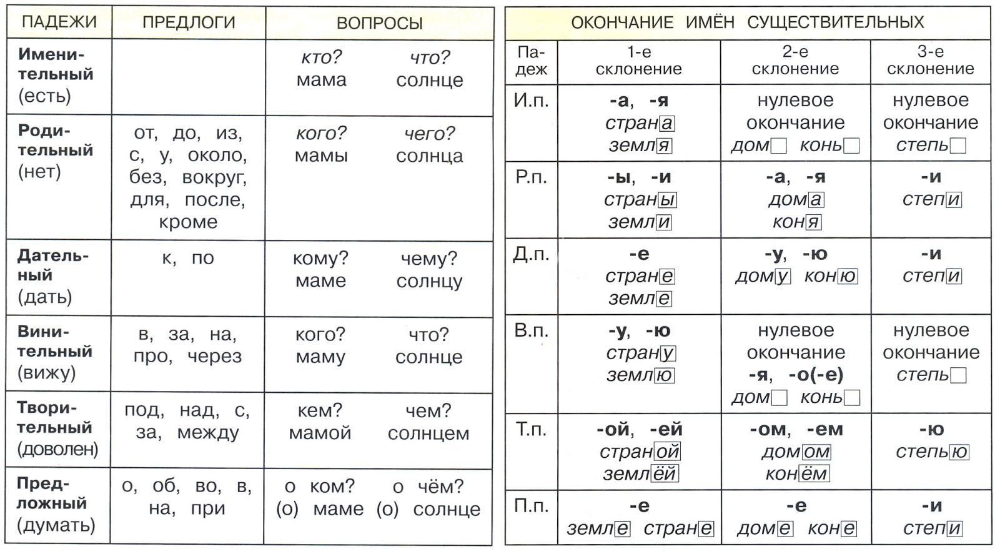 ПАДЕЖИ ПРЕДЛОГИ ВОПРОСЫ
Имени-
тельный
(есть)
кто? что?
мама солнце
Роди-
тельный
(нет)
от, до, из,
с, у, около,
без, вокруг,
для, после,
кроме
кого? чего?
мамы солнца
Датель-
ный
(дать)
к, по
кому? чему?
маме солнцу
Вини-
тельный
(вижу)
в, за, на,
про, через
кого? что?
маму солнце
Твори-
тельный
(доволен)
под, над, с,
за, между
кем? чем?
мамой солнцем
Пред-
ложный
(думать)
о, об, во, в,
на, при
о ком? о чём?
(о) маме (о) солнце
ОКОНЧАНИЕ ИМЁН СУЩЕСТВИТЕЛЬНЫХ
Па-
деж
1-е
склонение
2-е
склонение
3-е
склонение
И.п.
-а, -я
страна
земля
нулевое
окончание
дом конь
нулевое
окончание
степь
Р.п.
-ы, -и
страны
земли
-а, -я
дома
коня
-и
степи
Д.п.
-е
стране
земле
-у, -ю
дому коню
-и
степи
В.п.
-у, -ю
страну
землю
нулевое
окончание
-я, -о(-е)
дом конь
нулевое
окончание
степь
Т.п.
-ой, -ей
страной
землёй
-ом, -ем
домом
конём
-ю
степью
П.п.
-е
земле стране
-е
доме коне
-и
степи